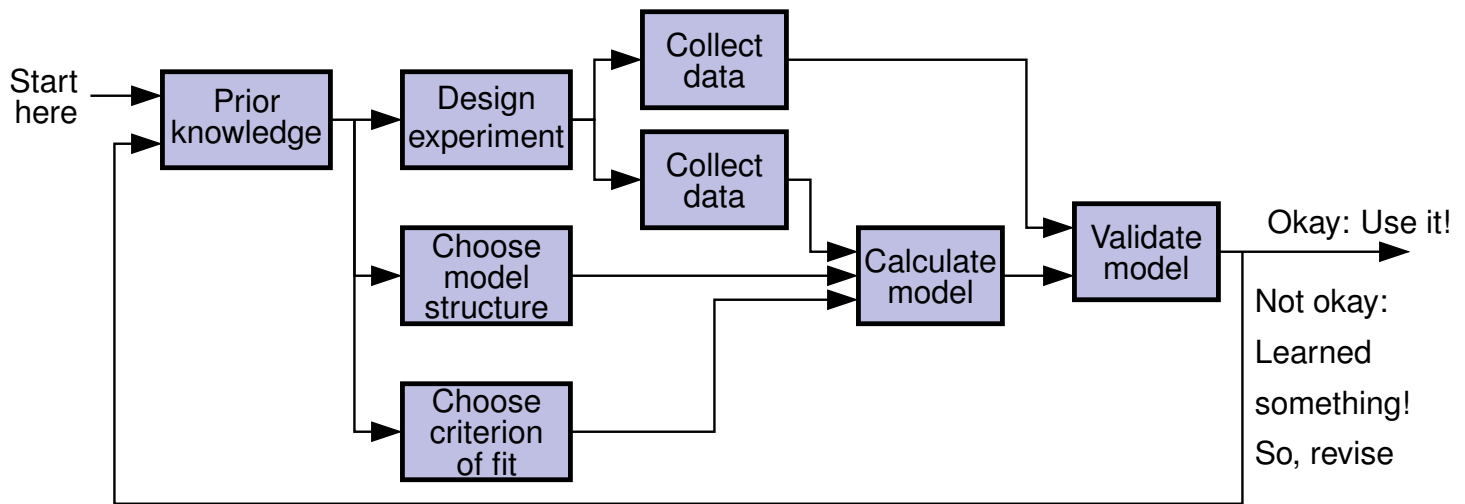 Start
here
Prior
knowledge
Design
experiment
Collect
data
Collect
data
Choose
model
structure
Choose
criterion
of fit
Calculate
model
Validate
model
Okay: Use it!
Not okay:
Learned
something!
So, revise